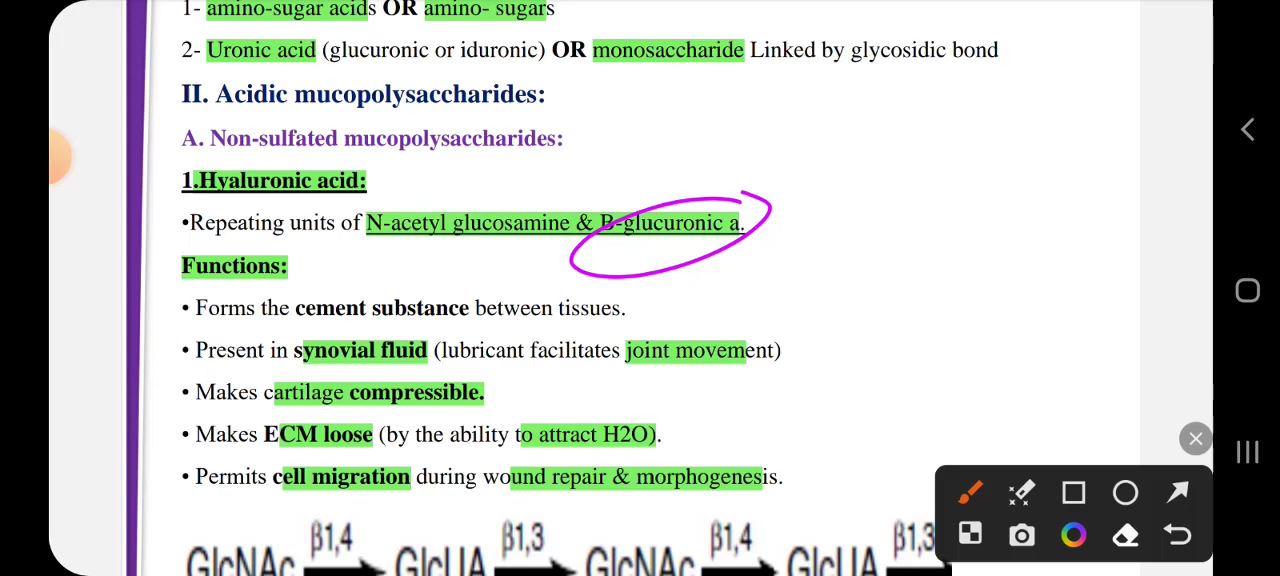 1- amino-sugar acids OR amino- sugars
2- Uronic acid (glucuronic or iduronic) OR monosaccharide Linked by glycosidic bond
II. Acidic mucopolysaccharides:
A. Non-sulfated mucopolysaccharides:
1.Hyaluronic acid:
•Repeating units of N-acetyl glucosamine & B-glucuronic a.
Functions:
• Forms the cement substance between tissues.
• Present in synovial fluid (lubricant facilitates joint movement)
• Makes cartilage compressible.
• Makes ECM loose (by the ability to attract H2O).
• Permits cell migration during wound repair & morphogenesis.
β1,4 β1,3 β1,4 β1,3
GlcNAc GlcUA GlcNAc GlcUA